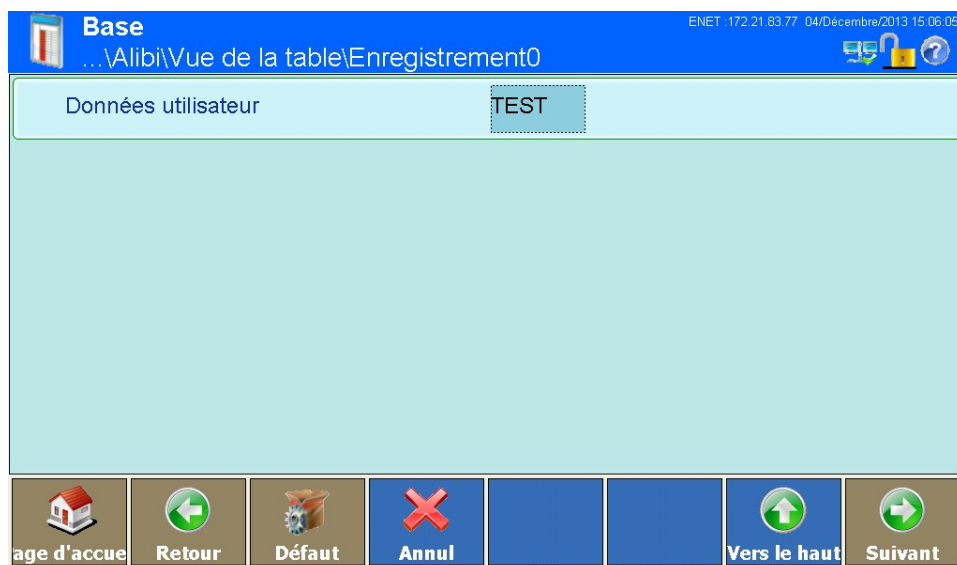 Base
ENET :172.21.83.77 04/Décembre/2013 15:06:05
...\Alibi\Vue de la table\Enregistrement0
Données utilisateur TEST
age d'accue Retour Défaut Annul Vers le haut Suivant